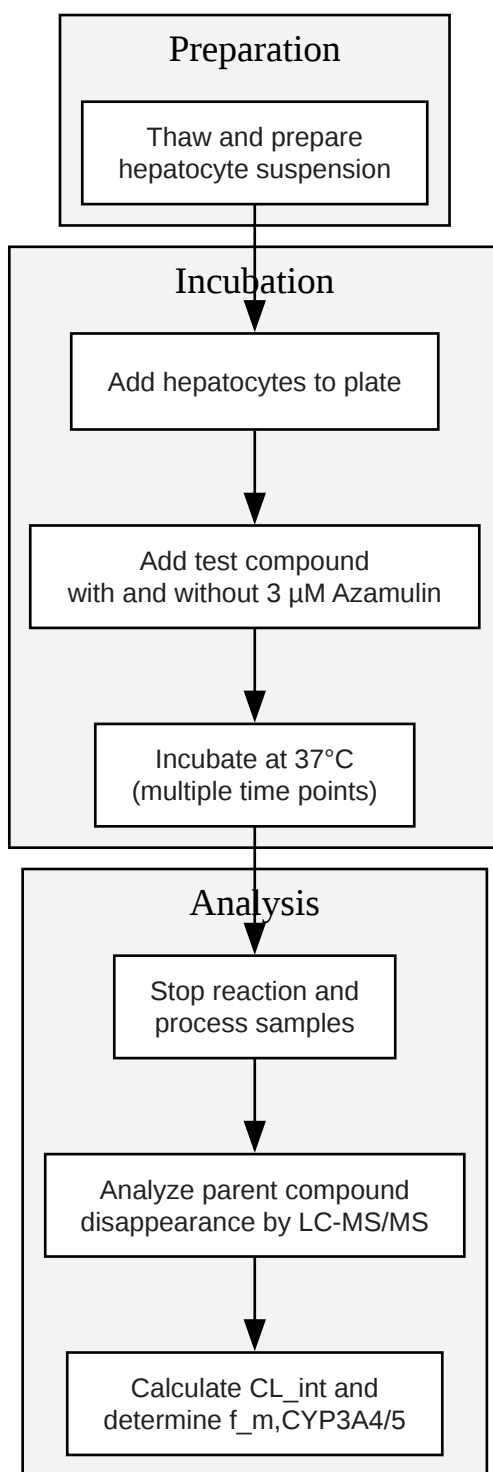 Preparation
Thaw and prepare
hepatocyte suspension
Incubation
Add hepatocytes to plate
Add test compound
with and without 3 µM Azamulin
Incubate at 37°C
(multiple time points)
Analysis
Stop reaction and
process samples
Analyze parent compound
disappearance by LC-MS/MS
Calculate CL_int and
determine f_m,CYP3A4/5